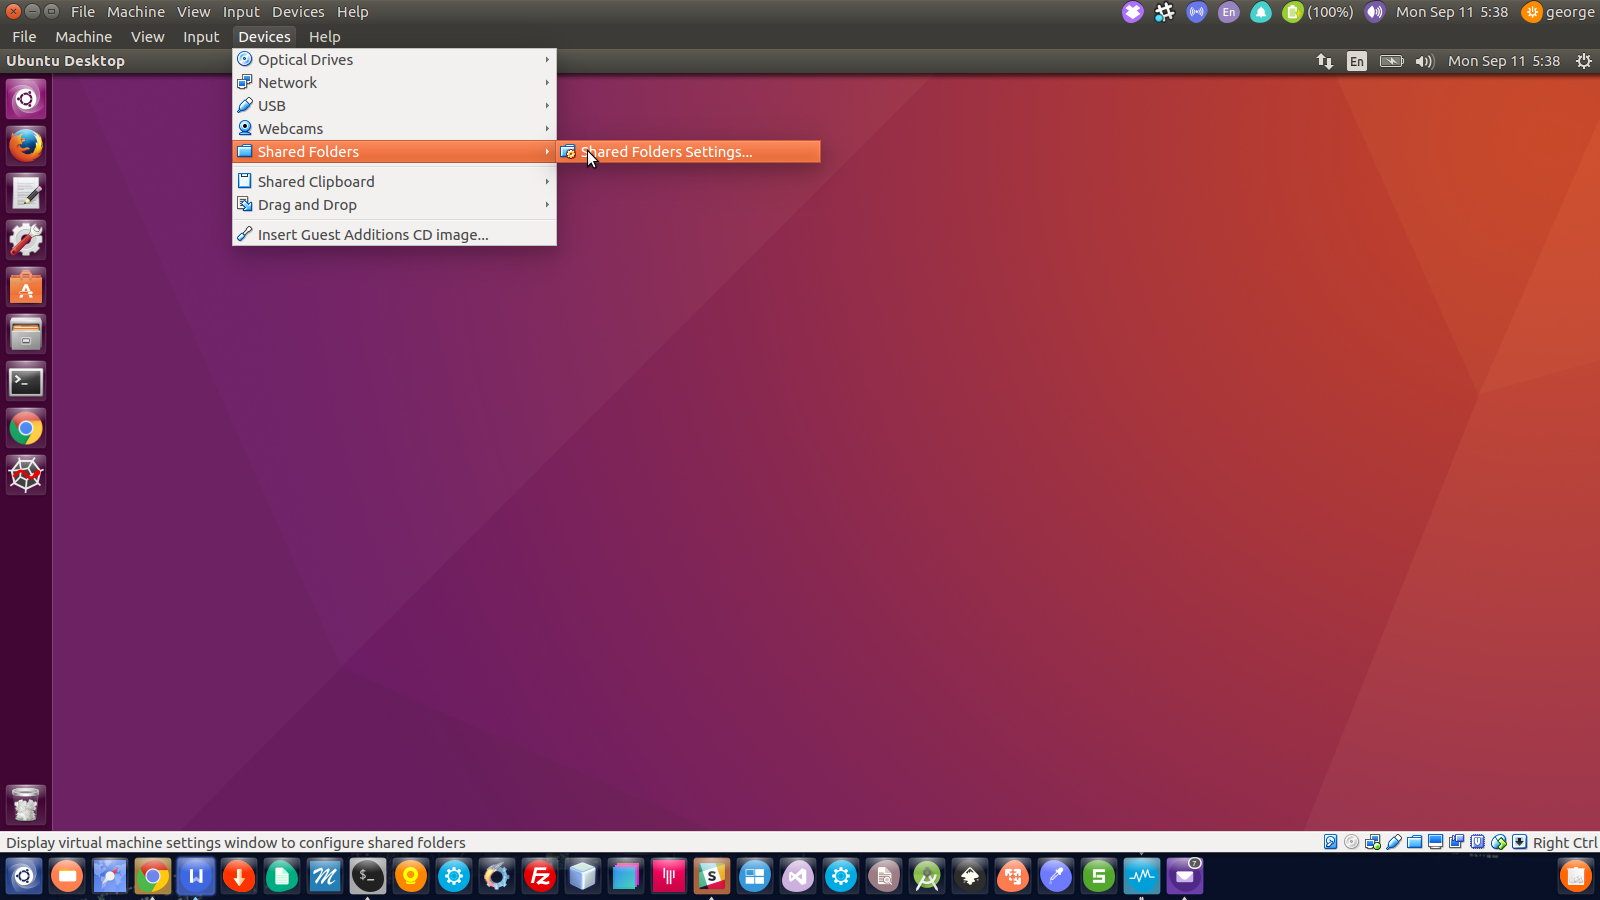 File Machine View Input Devices Help
En (100%) Mon Sep 11 5:38 george
File Machine View Input Devices Help
Ubuntu Desktop En Mon Sep 11 5:38
Optical Drives
Network
USB
Webcams
Shared Folders
Shared Folders Settings...
Shared Clipboard
Drag and Drop
Insert Guest Additions CD image...
Display virtual machine settings window to configure shared folders
Right Ctrl
W
M
>_
FZ
S
S
7